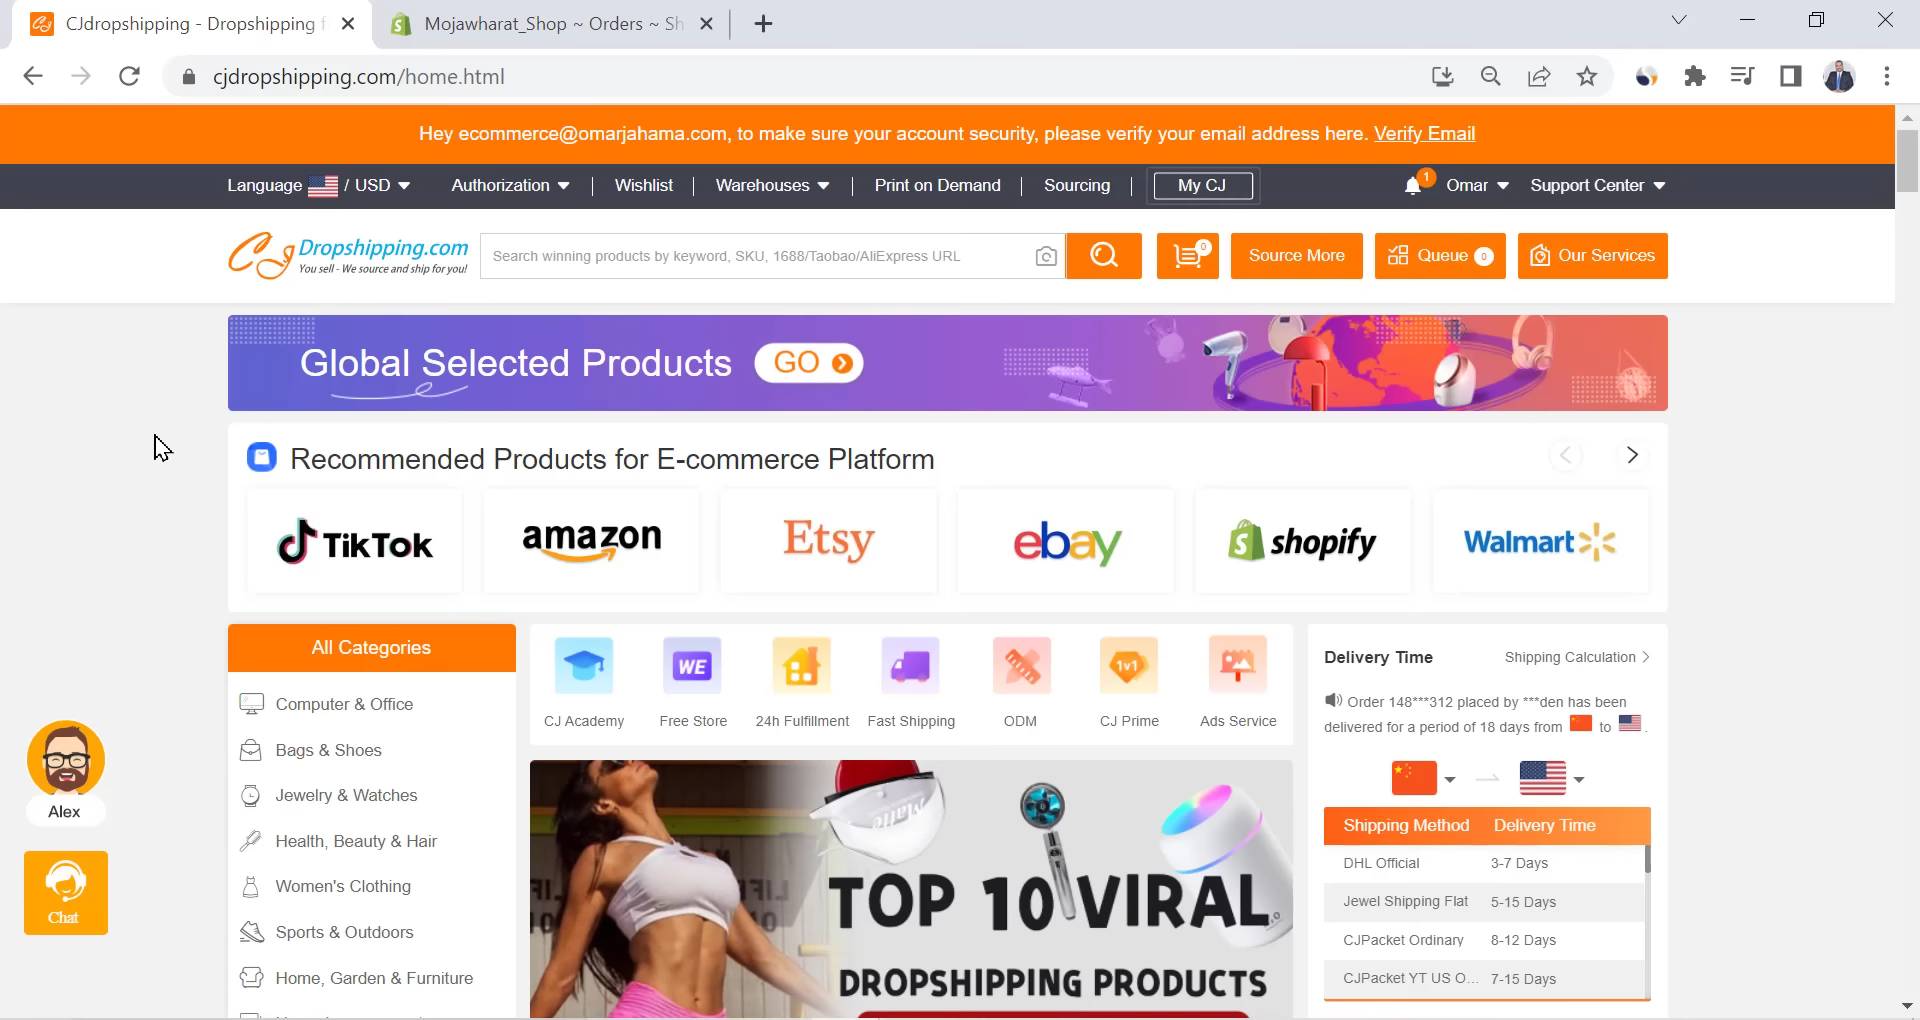 CJdropshipping - Dropshipping f
Mojawharat_Shop ~ Orders ~ Sh
cjdropshipping.com/home.html
Hey ecommerce@omarjahama.com, to make sure your account security, please verify your email address here. Verify Email
Language / USD
Authorization
Wishlist
Warehouses
Print on Demand
Sourcing
My CJ
1
Omar
Support Center
CJ Dropshipping.com
You sell - We source and ship for you!
Search winning products by keyword, SKU, 1688/Taobao/AliExpress URL
0
Source More
Queue 0
Our Services
Global Selected Products
GO
Recommended Products for E-commerce Platform
TikTok
amazon
Etsy
ebay
shopify
Walmart
All Categories
Computer & Office
Bags & Shoes
Jewelry & Watches
Health, Beauty & Hair
Women's Clothing
Sports & Outdoors
Home, Garden & Furniture
Alex
Chat
WE
1v1
CJ Academy
Free Store
24h Fulfillment
Fast Shipping
ODM
CJ Prime
Ads Service
TOP 10 VIRAL
DROPSHIPPING PRODUCTS
Delivery Time
Shipping Calculation >
Order 148***312 placed by ***den has been
delivered for a period of 18 days from to .
Shipping Method Delivery Time
DHL Official 3-7 Days
Jewel Shipping Flat 5-15 Days
CJPacket Ordinary 8-12 Days
CJPacket YT US O... 7-15 Days